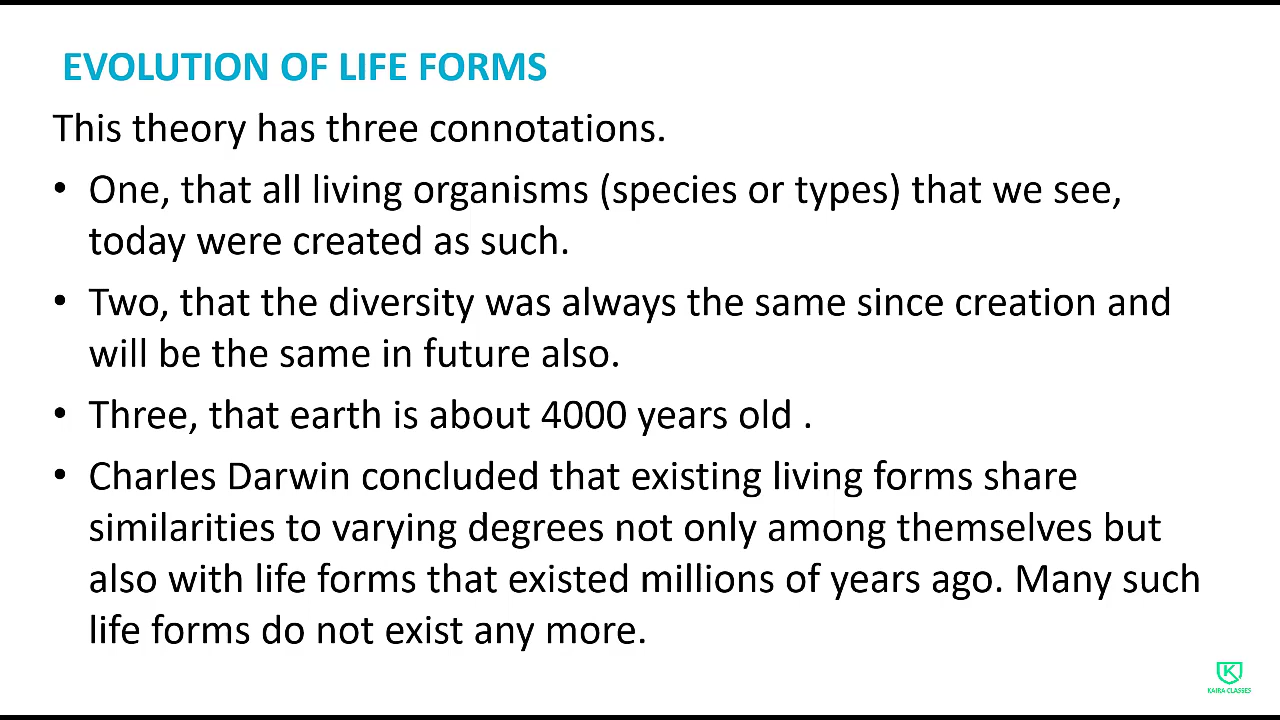 EVOLUTION OF LIFE FORMS
This theory has three connotations.
• One, that all living organisms (species or types) that we see,
today were created as such.
• Two, that the diversity was always the same since creation and
will be the same in future also.
• Three, that earth is about 4000 years old .
• Charles Darwin concluded that existing living forms share
similarities to varying degrees not only among themselves but
also with life forms that existed millions of years ago. Many such
life forms do not exist any more.
K
KAIRA CLASSES